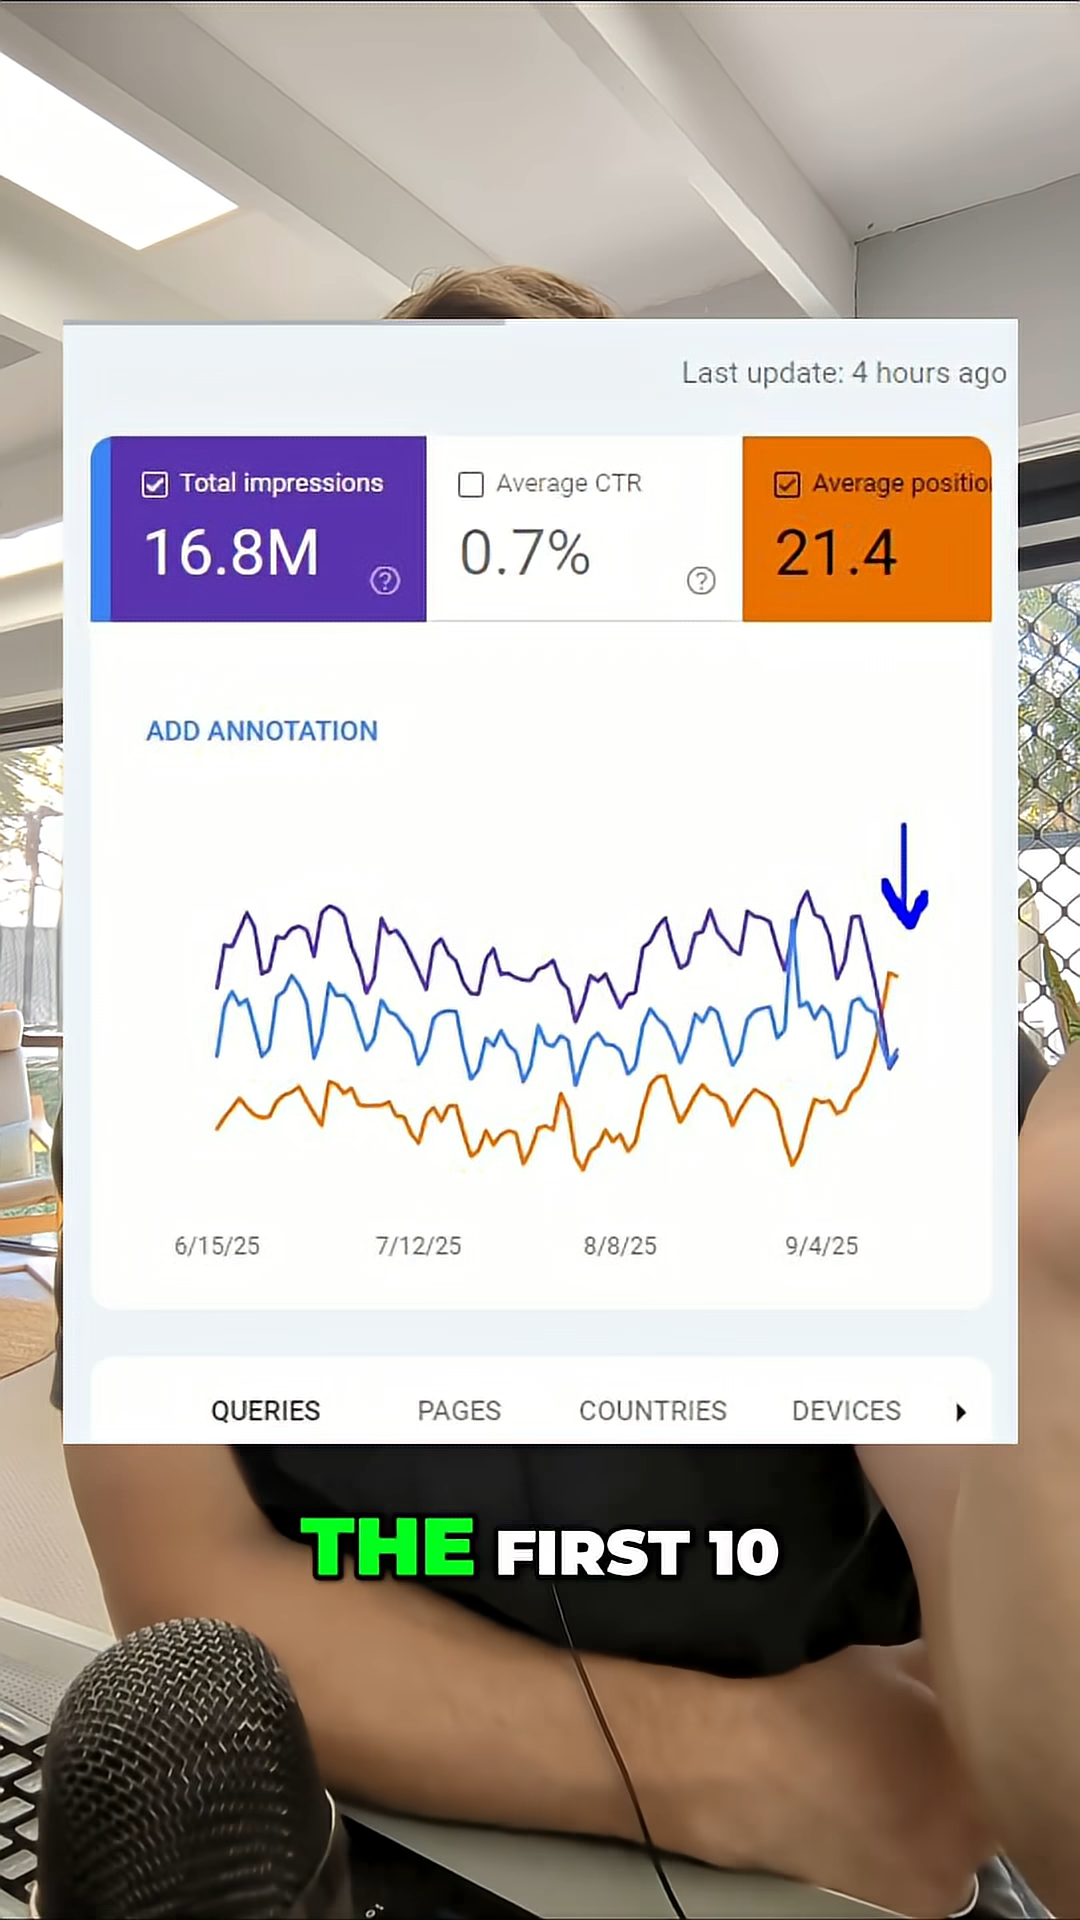 Last update: 4 hours ago
Total impressions
16.8M
Average CTR
0.7%
Average positio
21.4
ADD ANNOTATION
6/15/25 7/12/25 8/8/25 9/4/25
QUERIES PAGES COUNTRIES DEVICES
THE FIRST 10